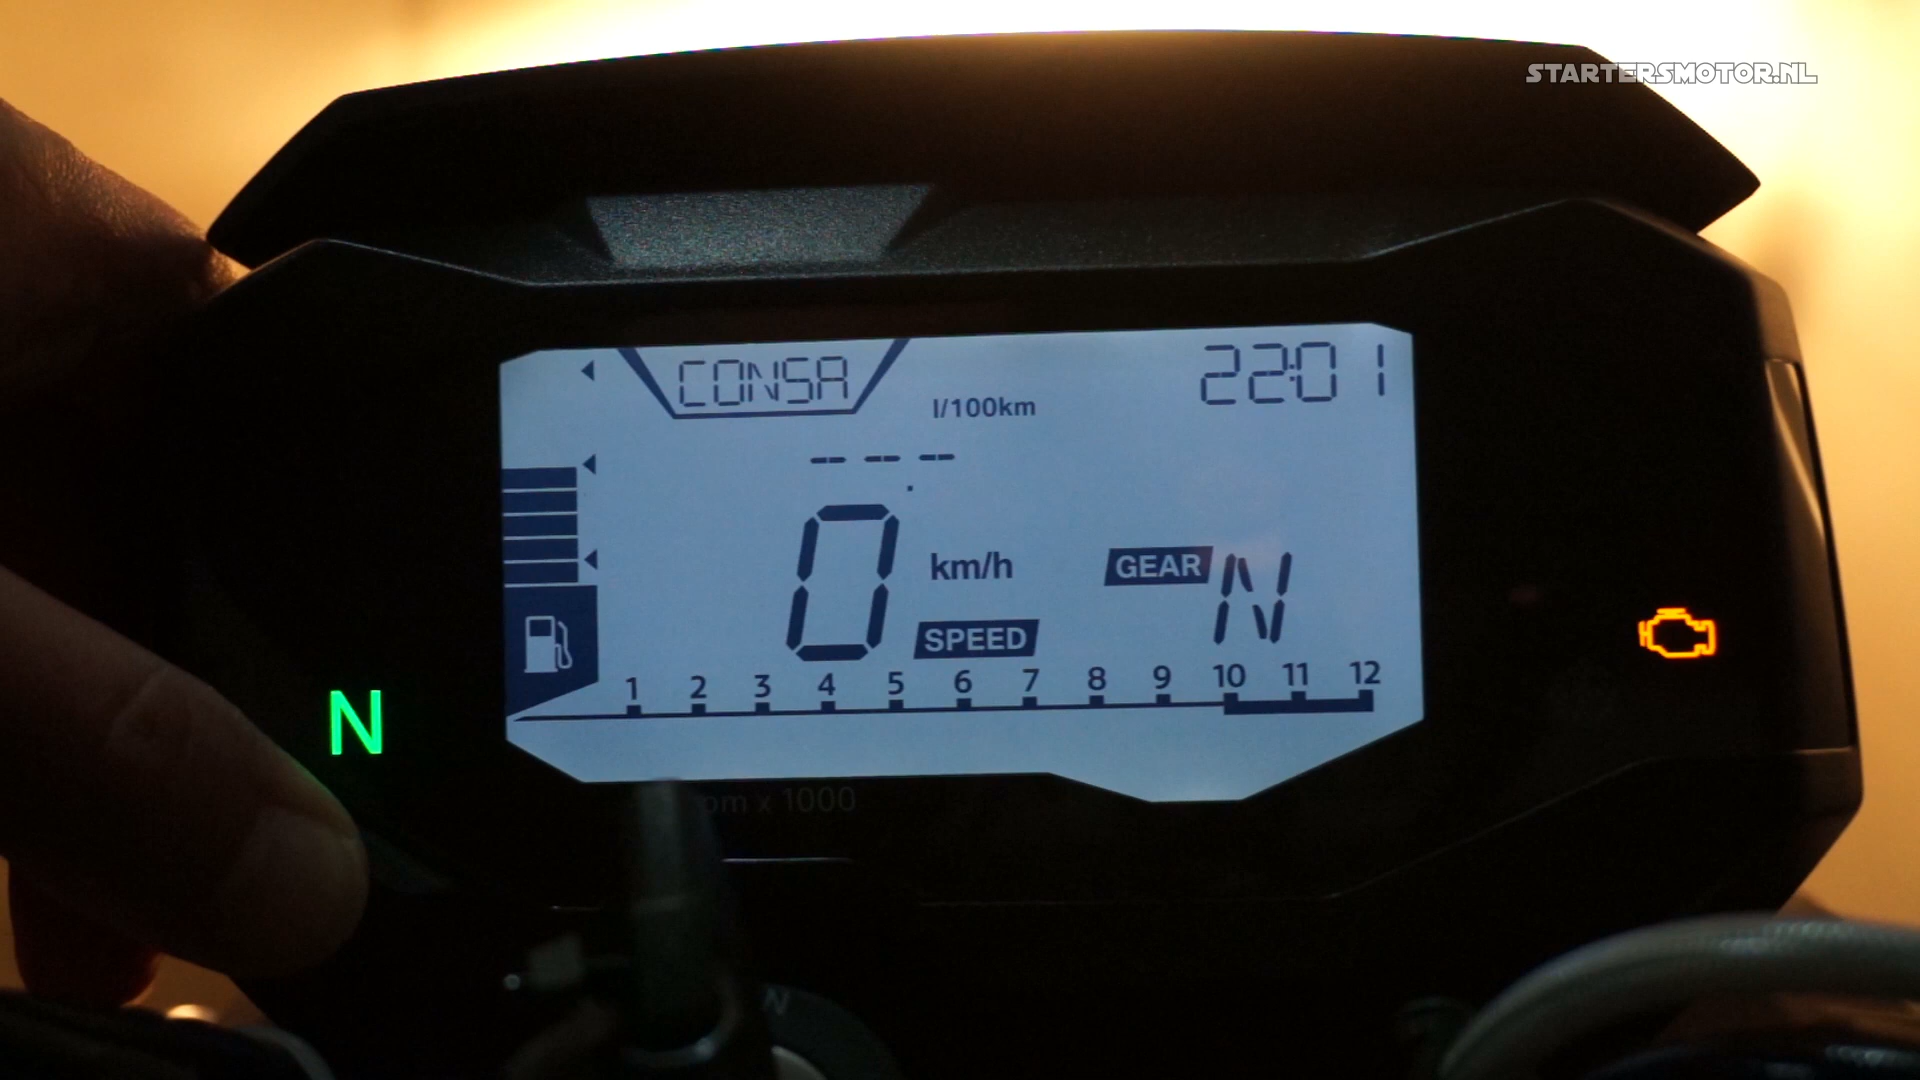 STARTERSMOTOR.NL
CONSA
l/100km
22:01
-- -- --
.
0
km/h
GEAR N
SPEED
1 2 3 4 5 6 7 8 9 10 11 12
N
x 1000
N